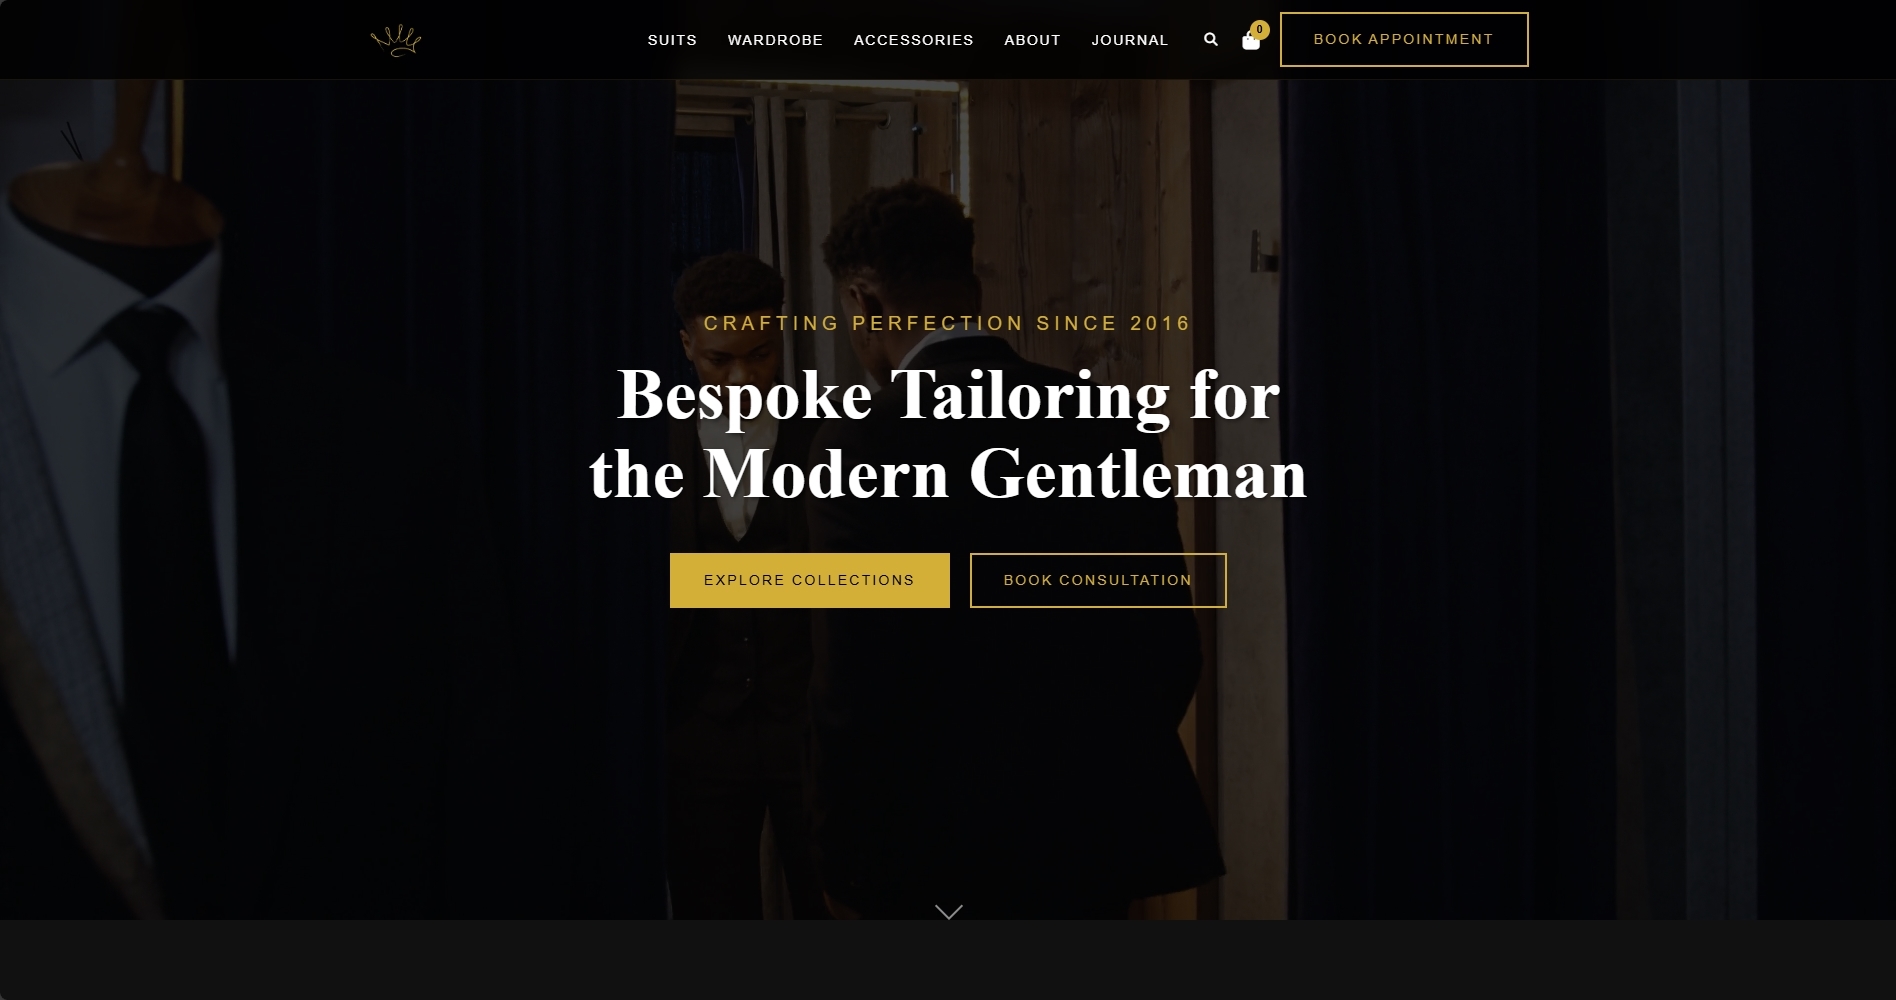 SUITS WARDROBE ACCESSORIES ABOUT JOURNAL 0 BOOK APPOINTMENT
CRAFTING PERFECTION SINCE 2016
Bespoke Tailoring for
the Modern Gentleman
EXPLORE COLLECTIONS BOOK CONSULTATION